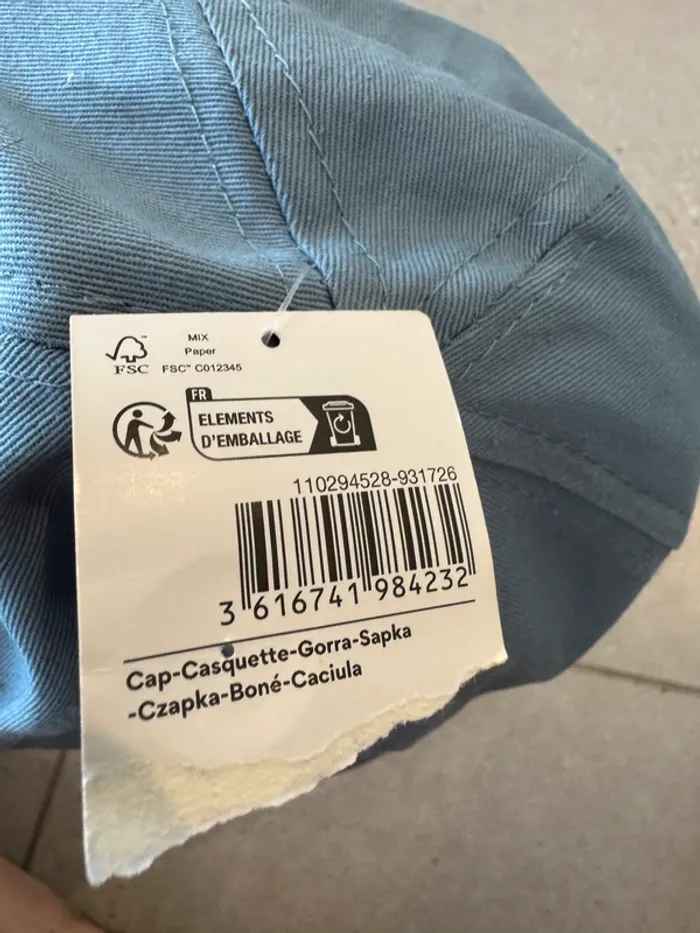 MIX
Paper
FSC™ C012345
FSC
FR
ELEMENTS
D'EMBALLAGE
110294528-931726
3 616741 984232
Cap-Casquette-Gorra-Sapka
-Czapka-Boné-Caciula